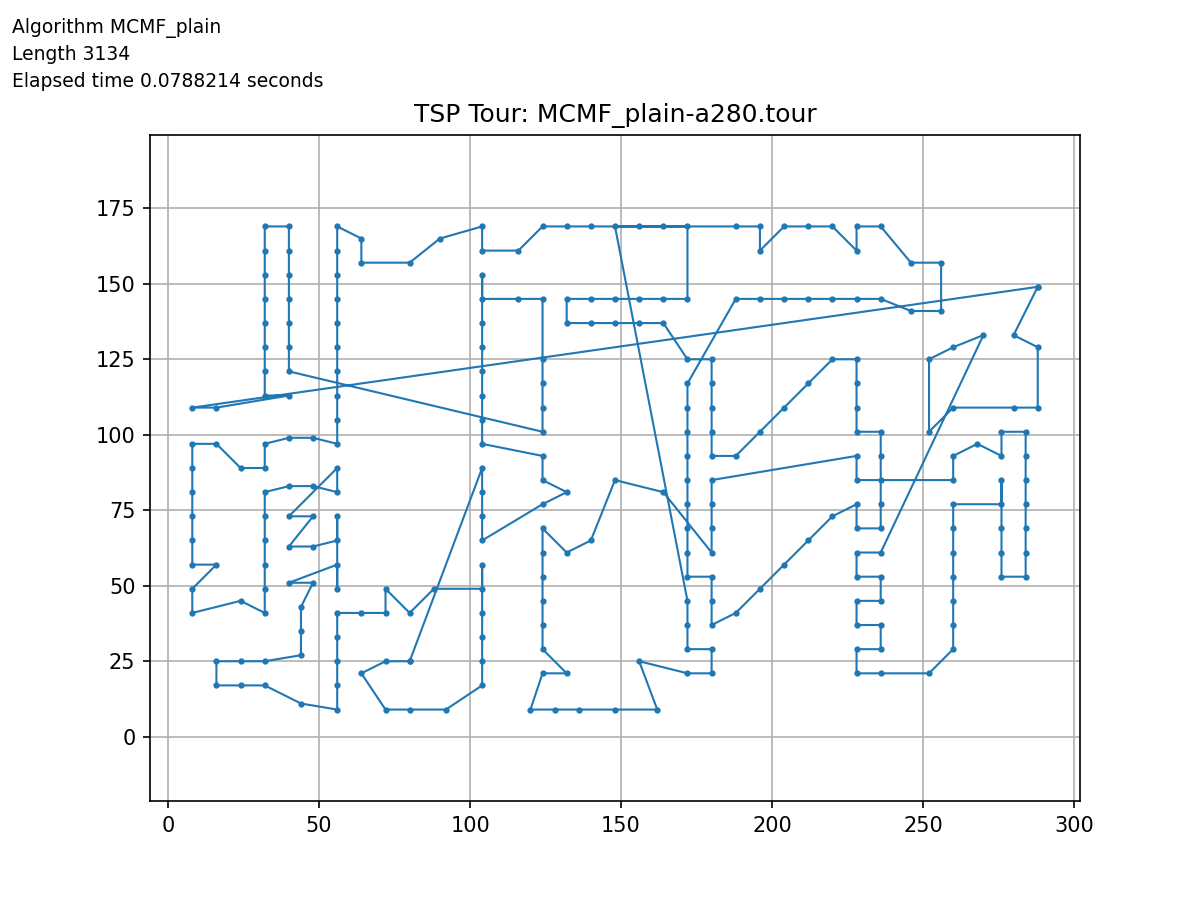 Algorithm MCMF_plain
Length 3134
Elapsed time 0.0788214 seconds
TSP Tour: MCMF_plain-a280.tour
175
150
125
100
75
50
25
0
0 50 100 150 200 250 300